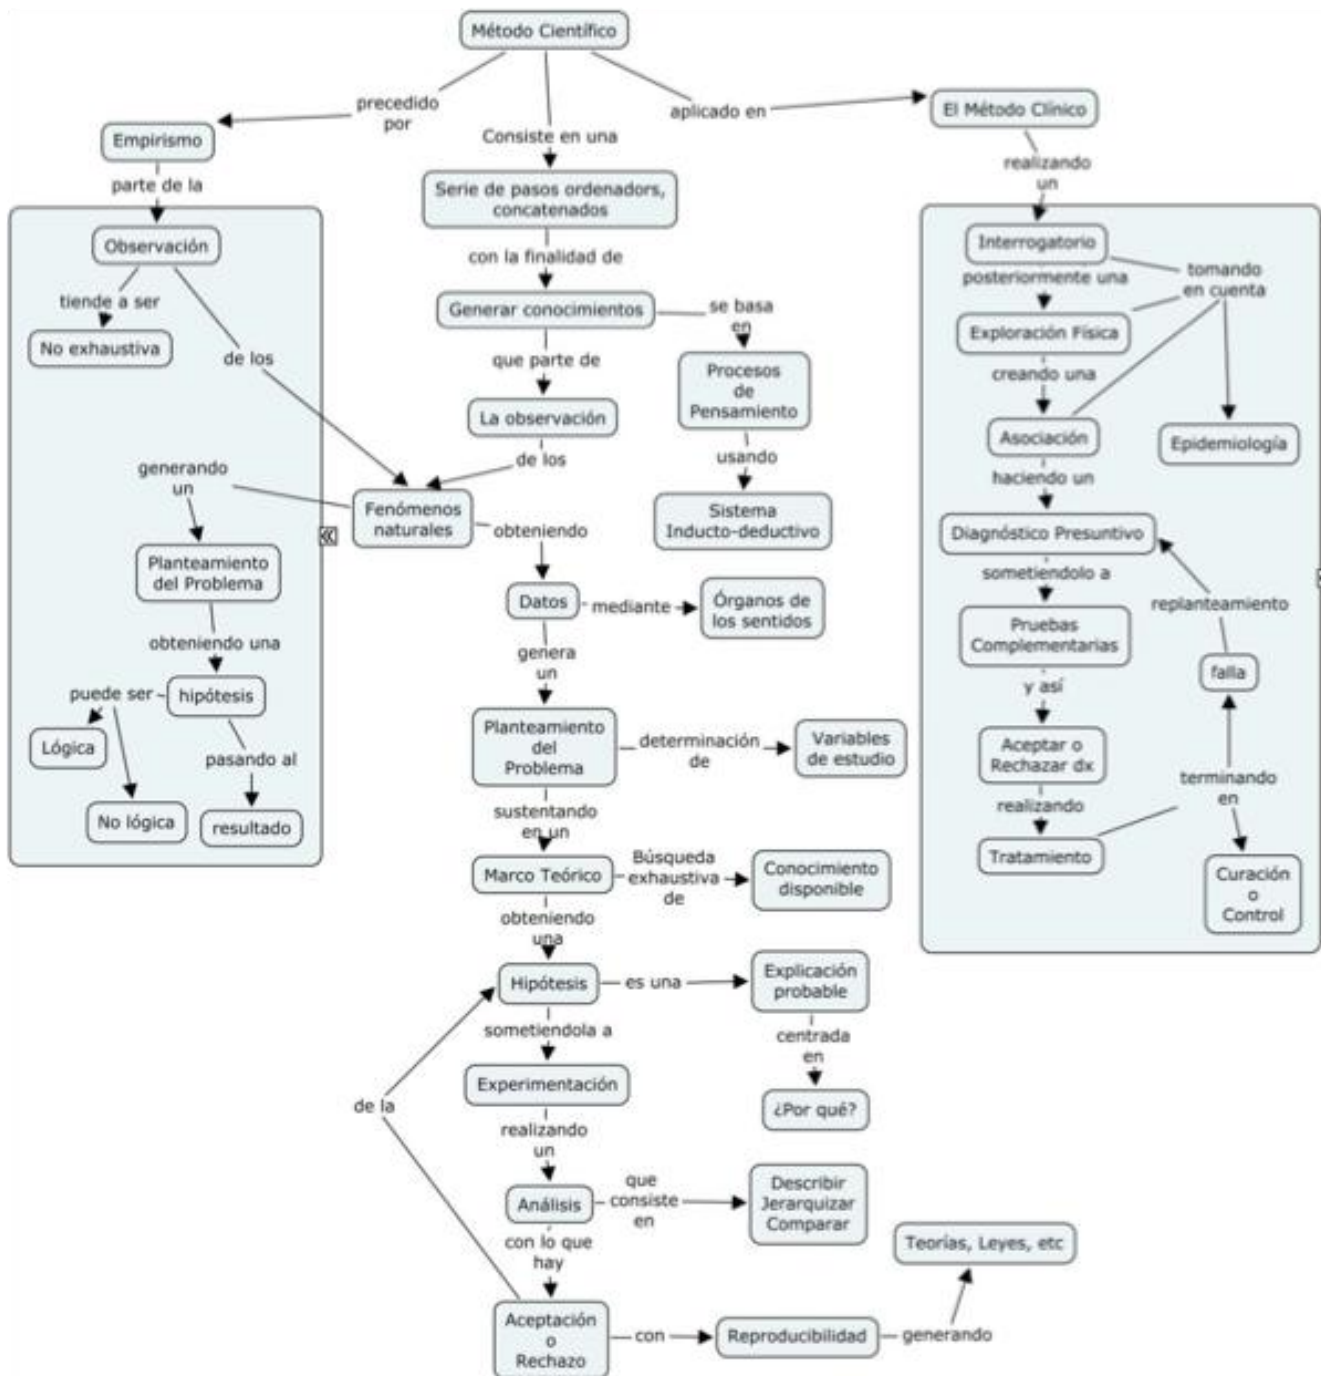 Método Científico
precedido
por
Consiste en una
aplicado en
El Método Clínico
Empirismo
parte de la
Observación
tiende a ser
No exhaustiva
de los
generando
un
Planteamiento
del Problema
obteniendo una
hipótesis
puede ser
Lógica
No lógica
pasando al
resultado
Serie de pasos ordenadors,
concatenados
con la finalidad de
Generar conocimientos
se basa
en
Procesos
de
Pensamiento
usando
Sistema
Inducto-deductivo
que parte de
La observación
de los
Fenómenos
naturales
obteniendo
Datos
mediante
Órganos de
los sentidos
genera
un
Planteamiento
del
Problema
determinación
de
Variables
de estudio
sustentando
en un
Marco Teórico
Búsqueda
exhaustiva
de
Conocimiento
disponible
obteniendo
una
Hipótesis
es una
Explicación
probable
centrada
en
¿Por qué?
sometiendola a
Experimentación
realizando
un
Análisis
que
consiste
en
Describir
Jerarquizar
Comparar
con lo que
hay
Aceptación
o
Rechazo
de la
con
Reproducibilidad
generando
Teorías, Leyes, etc
realizando
un
Interrogatorio
posteriormente una
tomando
en cuenta
Exploración Física
creando una
Asociación
Epidemiología
haciendo un
Diagnóstico Presuntivo
sometiendolo a
replanteamiento
Pruebas
Complementarias
falla
y así
Aceptar o
Rechazar dx
realizando
terminando
en
Tratamiento
Curación
o
Control